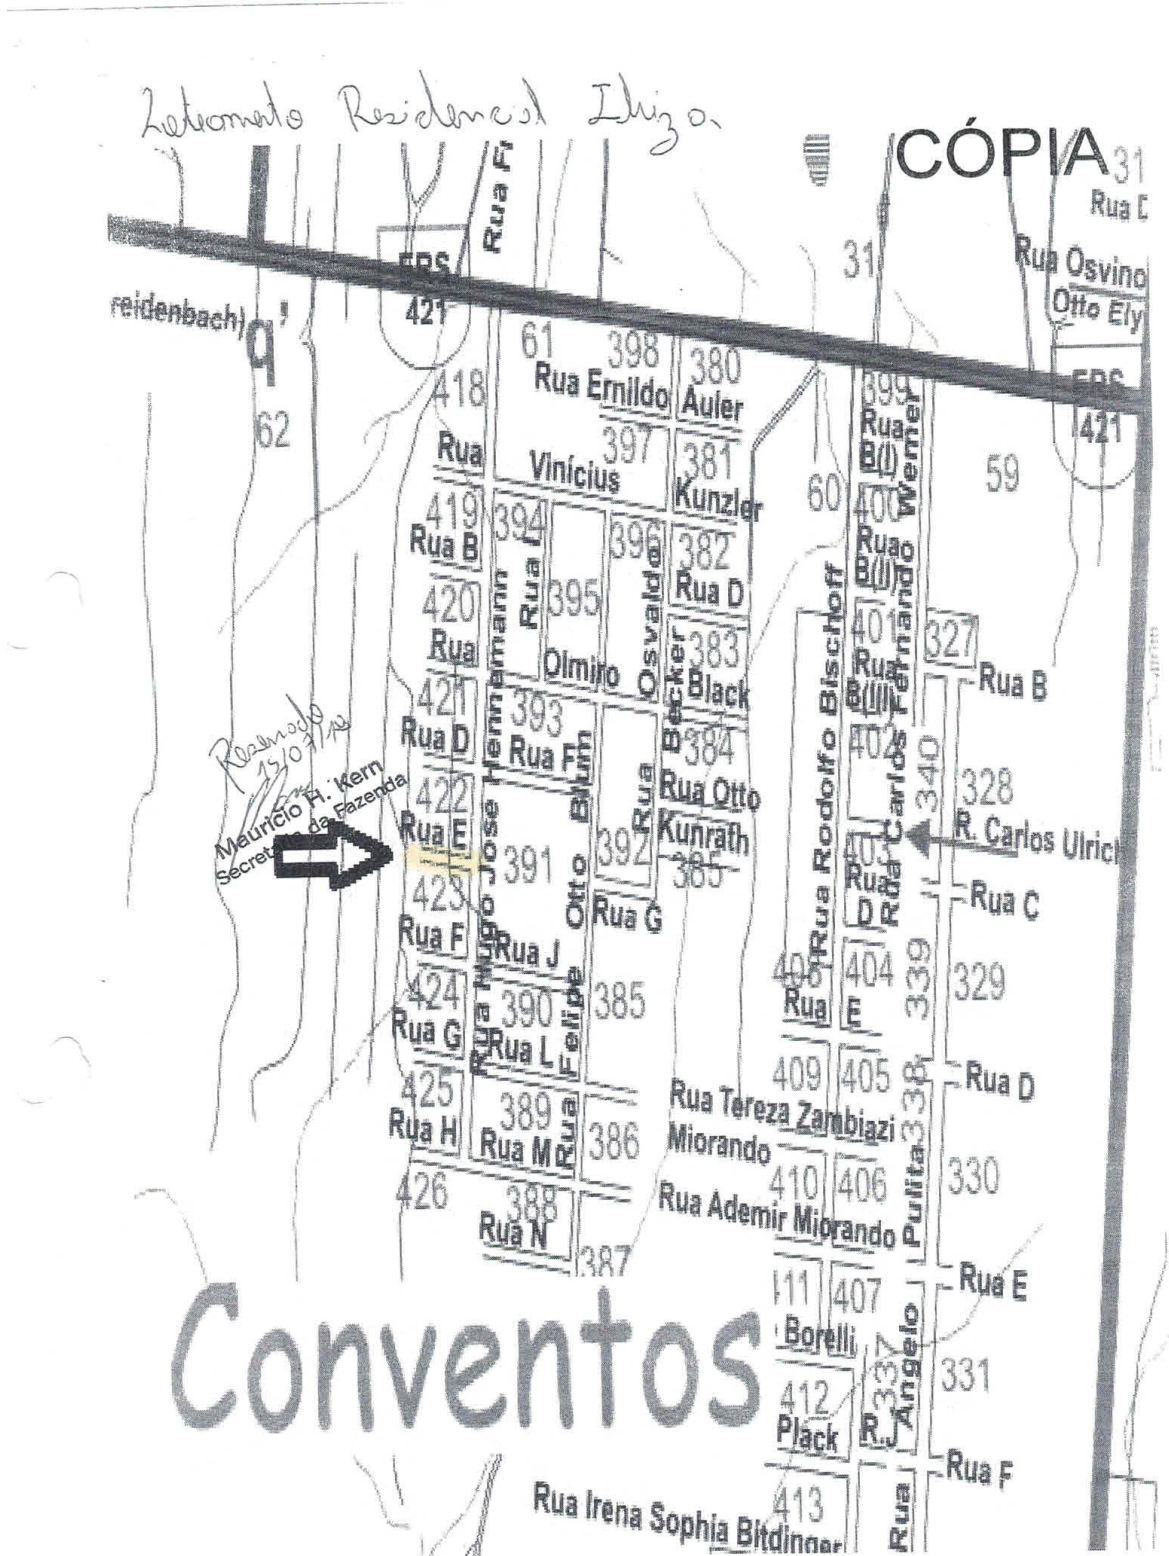 Loteamento Residencial
CÓPIA
31
Rua D
Rua Fr
Rua Osvino
Otto Ely
31
ERS
421
reidenbach)
q'
61
398
380
Rua Ernildo
Auler
418
399
Rua
B(I)
ERS
421
62
397
381
Rua
Vinícius
Kunzler
60
59
400
419
394
396
382
Rua B
Rua I
Rua D
B(II)
Rua Carlos Fernando Werner
420
395
Osvaldo
Becker
383
401
327
Rua
Olmiro
Black
Rua
B(III)
Rua B
421
393
384
402
340
328
Rua D
Rua F
Rua
Rua Otto
Kunrath
Rua Hugo Jose Hennemann
Rua Felipe Otto Blum
Rua Rodolfo Bischoff
15/07/13
Mauricio H. Kern
Secretário da Fazenda
422
Rua E
391
392
385
403
Rua
D
R. Carlos Ulrich
423
Rua G
Rua C
Rua F
Rua J
404
339
329
424
390
385
Rua
E
Rua G
Rua L
425
389
409
405
338
Rua D
Rua H
Rua M
386
Rua Tereza Zambiazi
Miorando
426
388
410
406
330
Rua N
Rua Ademir Miorando
387
Rua Angelo Pulita
Rua E
Conventos
411
407
Borelli
337
331
412
Plack
R.J
Rua F
413
Rua Irena Sophia Bitdinger